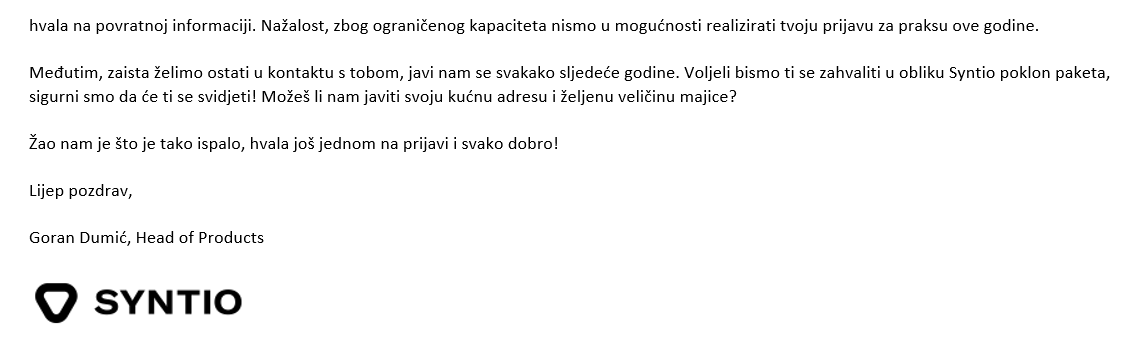 hvala na povratnoj informaciji. Nažalost, zbog ograničenog kapaciteta nismo u mogućnosti realizirati tvoju prijavu za praksu ove godine.
Međutim, zaista želimo ostati u kontaktu s tobom, javi nam se svakako sljedeće godine. Voljeli bismo ti se zahvaliti u obliku Syntio poklon paketa,
sigurni smo da će ti se svidjeti! Možeš li nam javiti svoju kućnu adresu i željenu veličinu majice?
Žao nam je što je tako ispalo, hvala još jednom na prijavi i svako dobro!
Lijep pozdrav,
Goran Dumić, Head of Products
SYNTIO